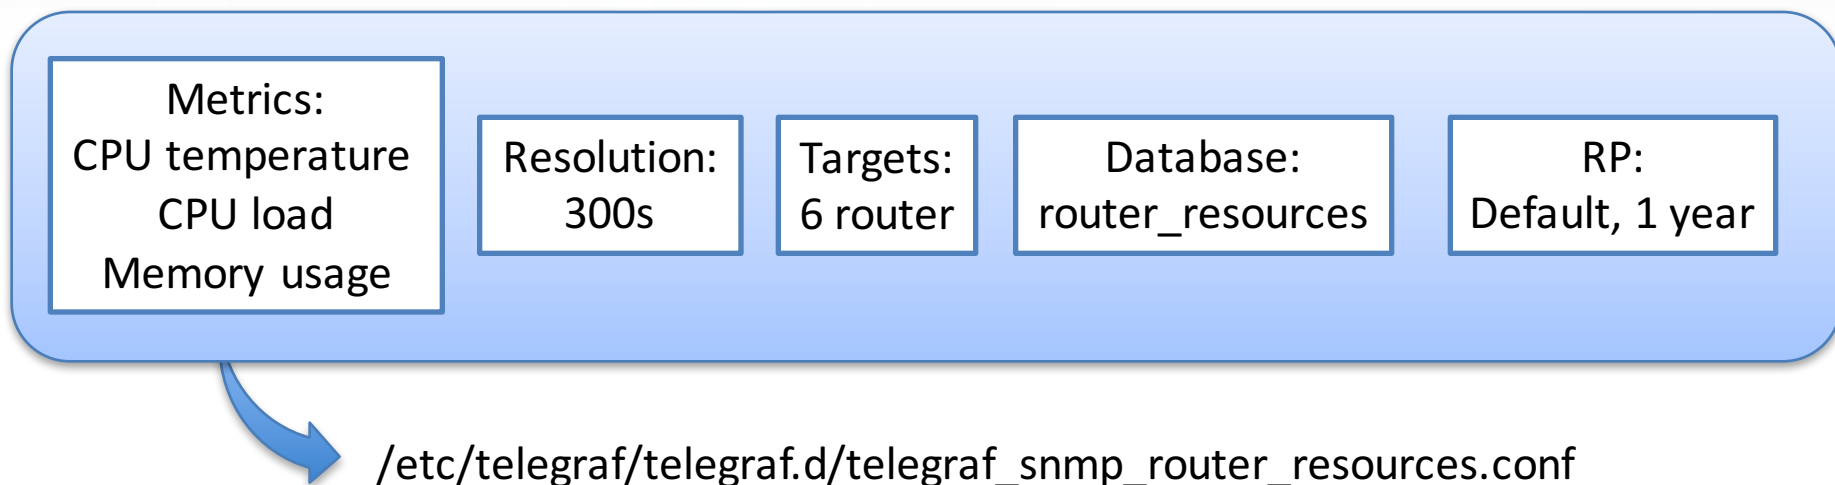 Metrics:
CPU temperature
CPU load
Memory usage
Resolution:
300s
Targets:
6 router
Database:
router_resources
RP:
Default, 1 year
/etc/telegraf/telegraf.d/telegraf_snmp_router_resources.conf